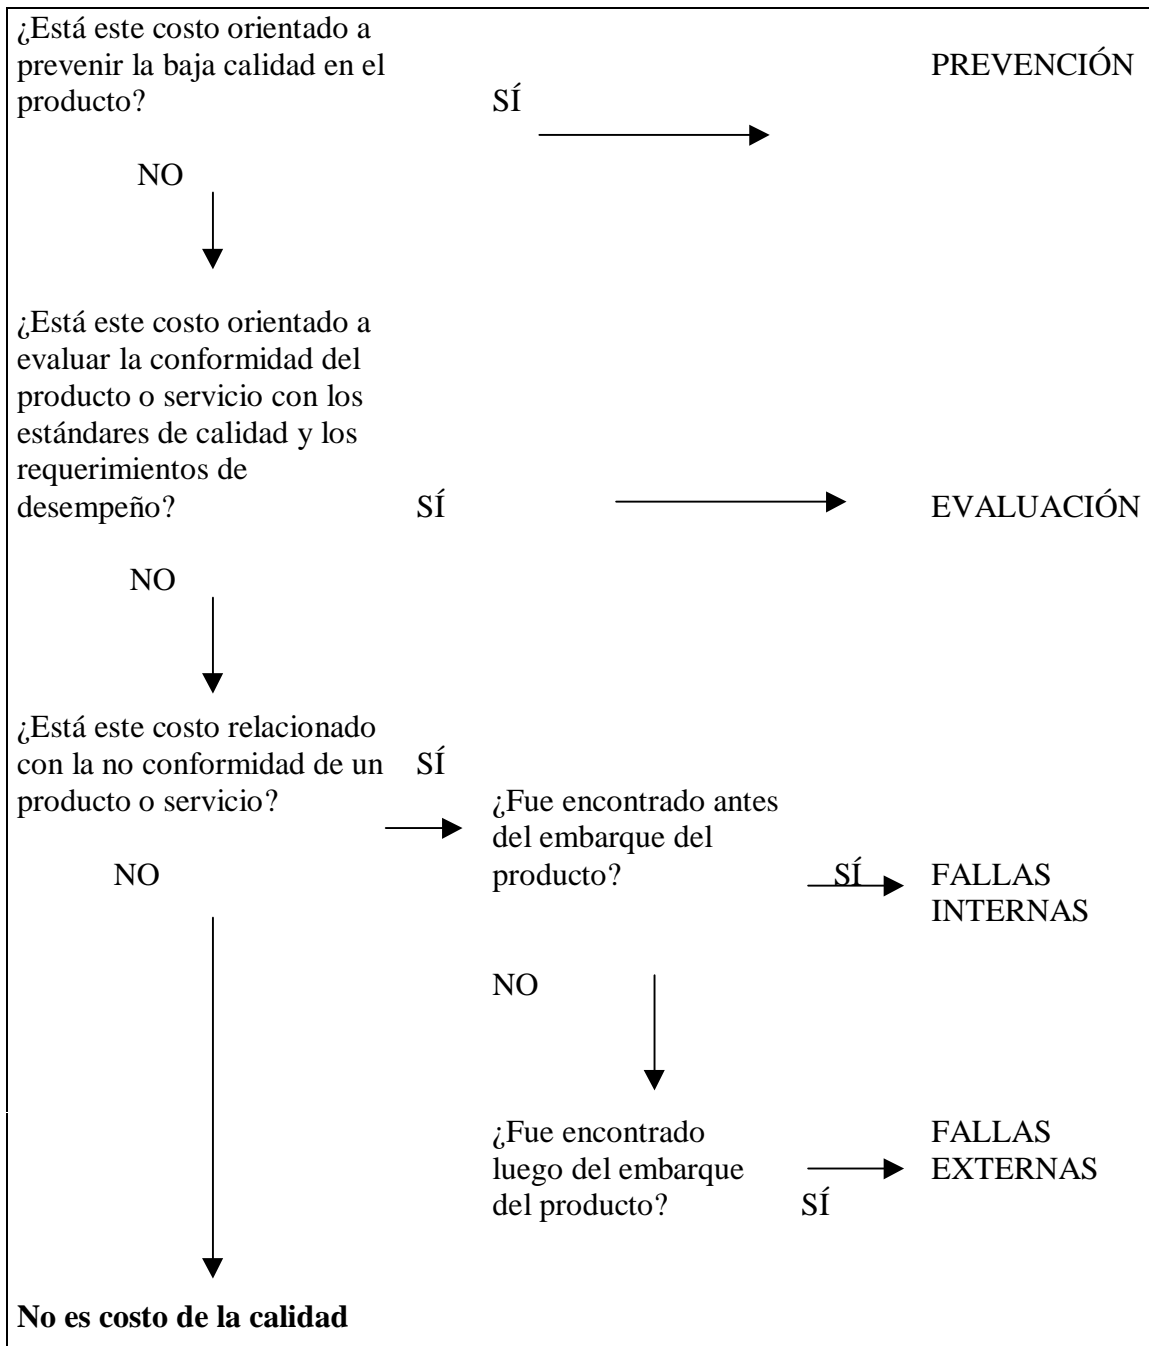 ¿Está este costo orientado a
prevenir la baja calidad en el
producto?
SÍ
PREVENCIÓN
NO
¿Está este costo orientado a
evaluar la conformidad del
producto o servicio con los
estándares de calidad y los
requerimientos de
desempeño?
SÍ
EVALUACIÓN
NO
¿Está este costo relacionado
con la no conformidad de un
producto o servicio?
SÍ
¿Fue encontrado antes
del embarque del
producto?
SÍ
FALLAS
INTERNAS
NO
NO
¿Fue encontrado
luego del embarque
del producto?
SÍ
FALLAS
EXTERNAS
No es costo de la calidad